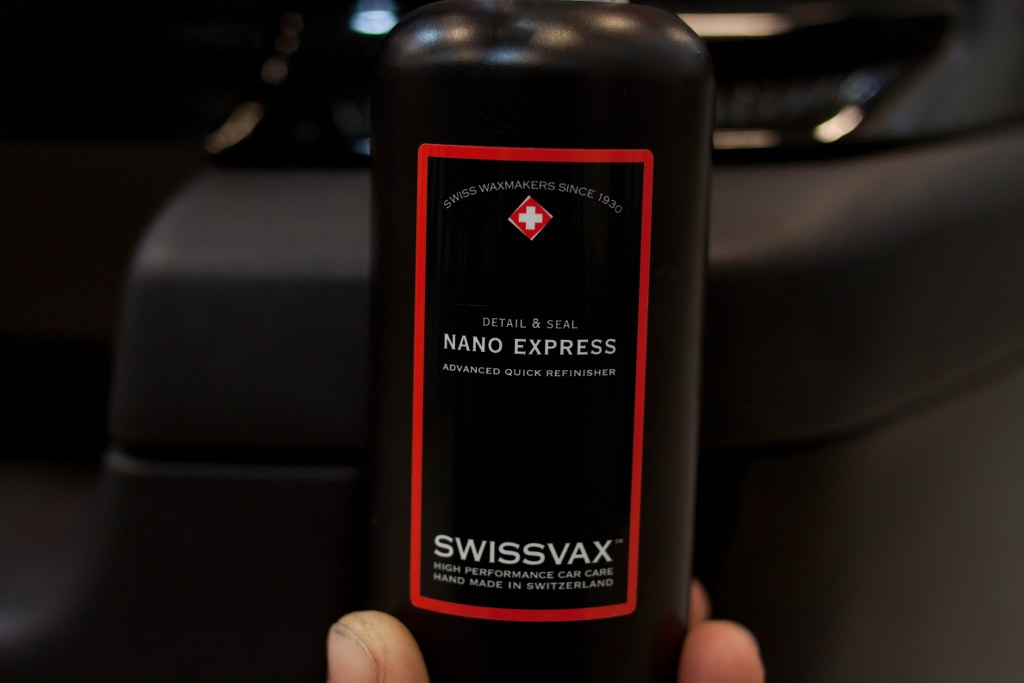 SWISS WAXMAKERS SINCE 1930
DETAIL & SEAL
NANO EXPRESS
ADVANCED QUICK REFINISHER
SWISSVAX™
HIGH PERFORMANCE CAR CARE
HAND MADE IN SWITZERLAND